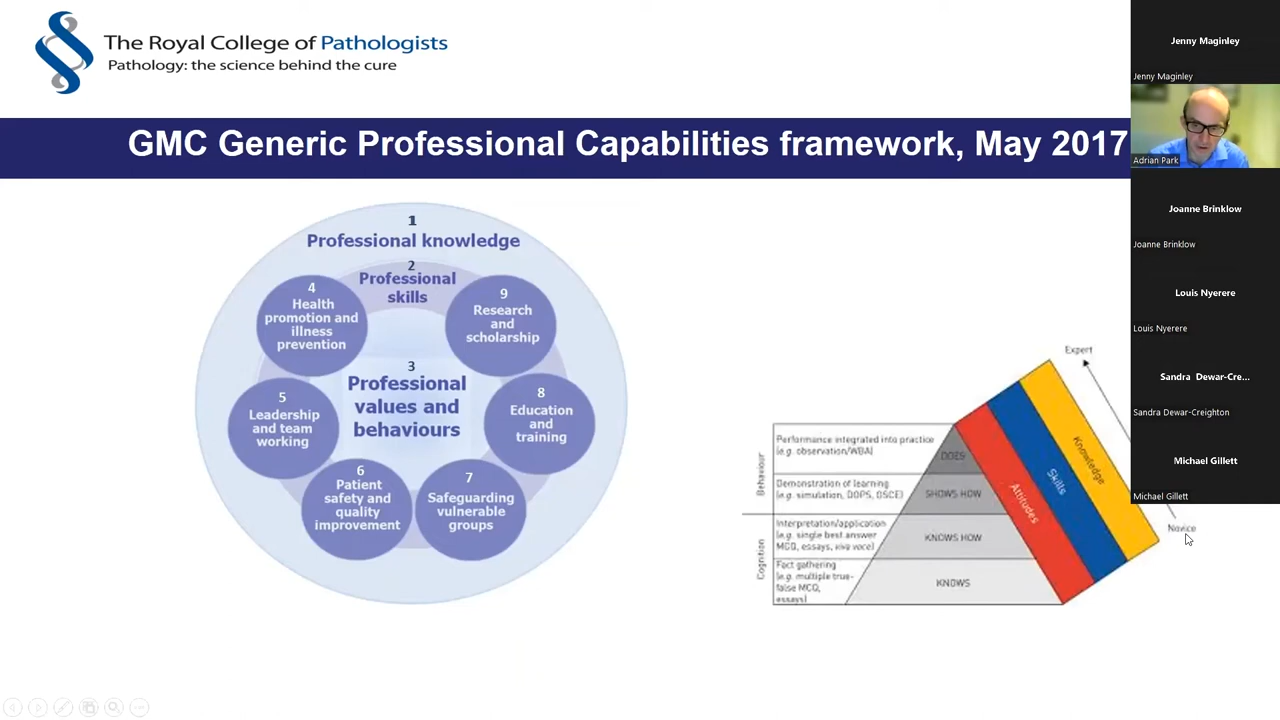 The Royal College of Pathologists
Pathology: the science behind the cure
GMC Generic Professional Capabilities framework, May 2017
1
Professional knowledge
2
Professional
skills
3
Professional
values and
behaviours
4
Health
promotion and
illness
prevention
5
Leadership
and team
working
6
Patient
safety and
quality
improvement
7
Safeguarding
vulnerable
groups
8
Education
and
training
9
Research
and
scholarship
Behaviour
Cognition
Performance integrated into practice
(e.g. observation/WBA)
DOES
Demonstration of learning
(e.g. simulation, DOPS, OSCE)
SHOWS HOW
Interpretation/application
(e.g. single best answer
MCQ, essays, viva voce)
KNOWS HOW
Fact gathering
(e.g. multiple true-
false MCQ,
essays)
KNOWS
Attitudes
Skills
Knowledge
Expert
Novice
Jenny Maginley
Jenny Maginley
Adrian Park
Joanne Brinklow
Joanne Brinklow
Louis Nyerere
Louis Nyerere
Sandra Dewar-Cre...
Sandra Dewar-Creighton
Michael Gillett
Michael Gillett